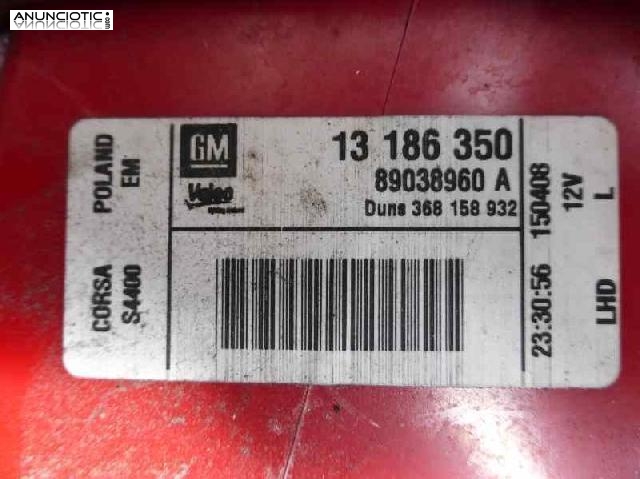 ANUNCIOTIC
GM
Valeo
13 186 350
89038960 A
Duns 368 158 932
POLAND
EM
CORSA
S4400
23:30:56 150408
12V
LHD L